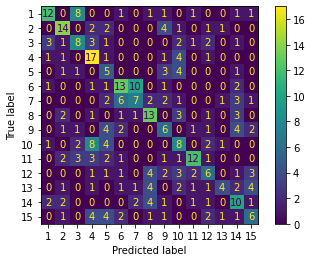 1 12 0 8 0 0 1 0 1 1 0 1 0 0 1 1
2 0 14 0 2 2 0 0 0 4 1 0 1 1 0
3 3 1 8 3 1 0 0 0 0 2 1 2 0 1 0
4 1 1 0 17 1 0 0 0 1 4 0 1 0 0 0
5 1 0 1 1 5 0 0 0 3 4 0 0 0 2 0
6 1 0 0 1 1 13 10 0 0 0 0 0 0 2 0
7 0 0 0 0 2 6 7 2 2 1 0 0 1 3 1
8 0 2 0 1 0 1 1 13 0 3 0 0 1 0 3
9 0 1 1 0 4 2 0 0 6 0 1 0 0 4 2
10 1 0 2 8 4 0 0 0 0 8 0 0 2 1 0
11 0 2 3 3 2 1 0 0 1 1 12 1 0 0 0
12 0 0 0 1 1 1 0 4 2 3 2 6 0 1 3
13 0 1 0 1 1 0 1 4 0 2 1 1 4 2 4
14 2 2 0 0 0 2 4 1 0 0 0 1 1 10 1
15 0 1 0 4 4 2 0 1 1 0 0 2 1 1 6
1 2 3 4 5 6 7 8 9 10 11 12 13 14 15
True label
Predicted label
16
14
12
10
8
6
4
2
0